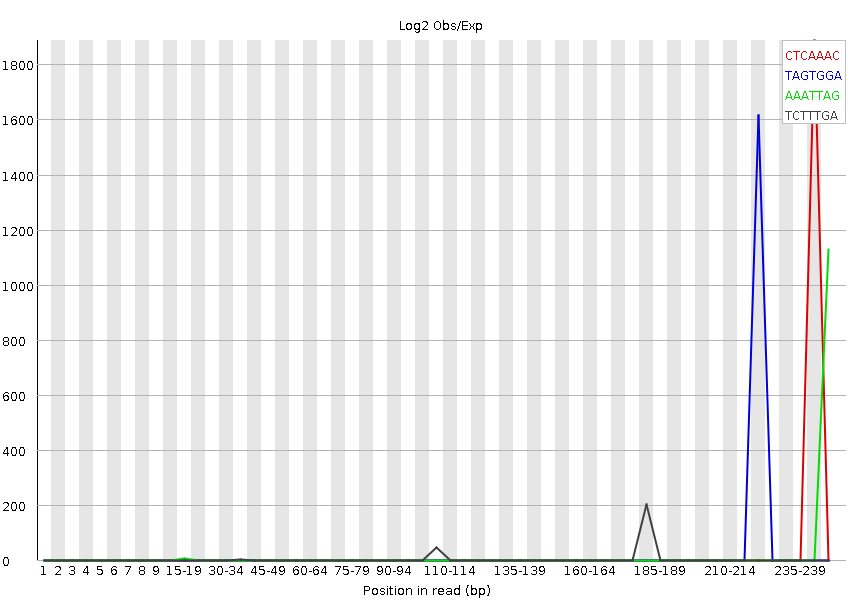 Log2 Obs/Exp
CTCAAAC
TAGTGGA
AAATTAG
TCTTTGA
1800
1600
1400
1200
1000
800
600
400
200
0
1 2 3 4 5 6 7 8 9 15-19 30-34 45-49 60-64 75-79 90-94 110-114 135-139 160-164 185-189 210-214 235-239
Position in read (bp)